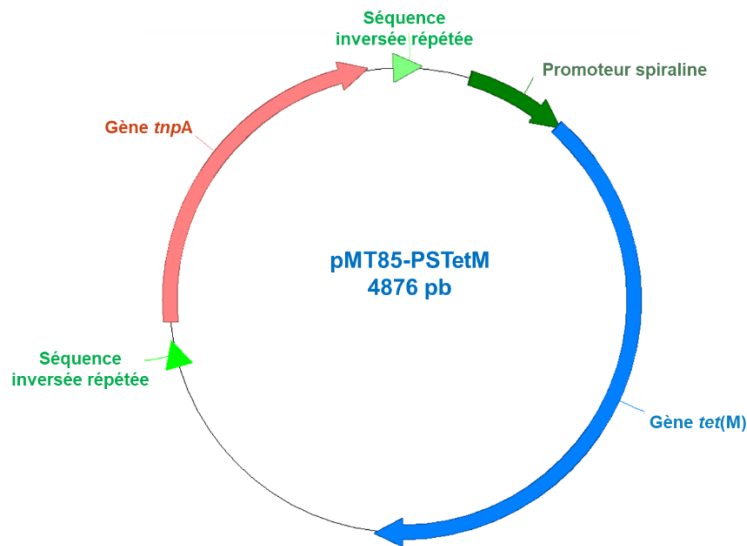 Séquence
inversée répétée
Promoteur spiraline
Gène tnpA
pMT85-PSTetM
4876 pb
Séquence
inversée répétée
Gène tet(M)